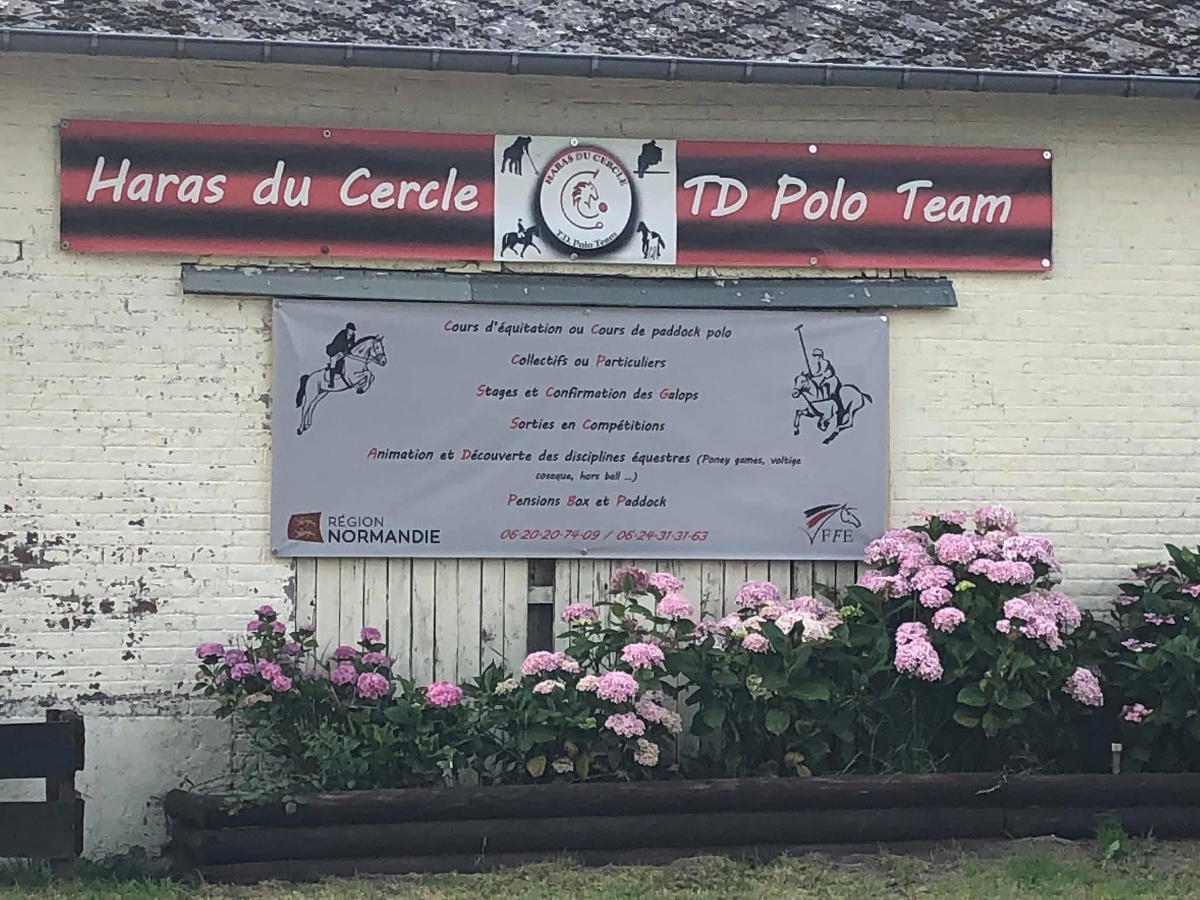 Haras du Cercle
HARAS DU CERCLE
T.D. Polo Team
TD Polo Team
Cours d'équitation ou Cours de paddock polo
Collectifs ou Particuliers
Stages et Confirmation des Galops
Sorties en Compétitions
Animation et Découverte des disciplines équestres (Poney games, voltige
cosaque, hors ball ...)
Pensions Box et Paddock
RÉGION
NORMANDIE
06-20-20-74-09 / 06-24-31-31-63
FFE